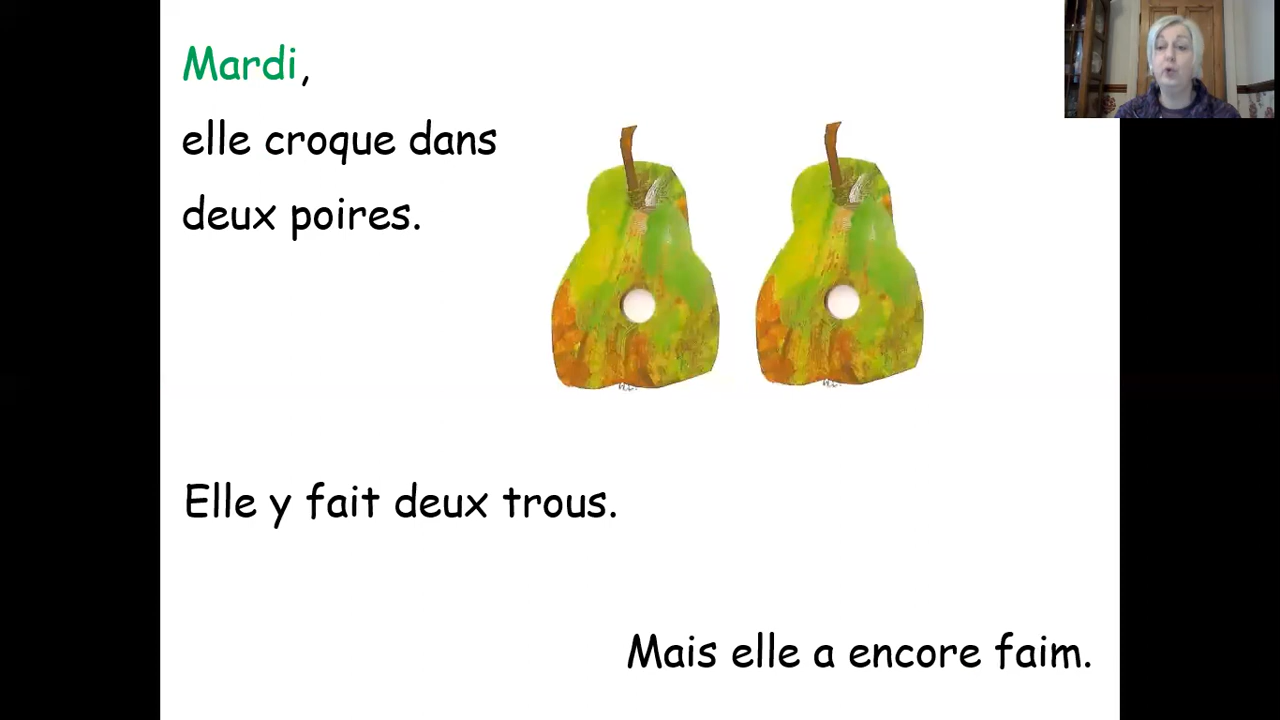 Mardi,
elle croque dans
deux poires.
Elle y fait deux trous.
Mais elle a encore faim.